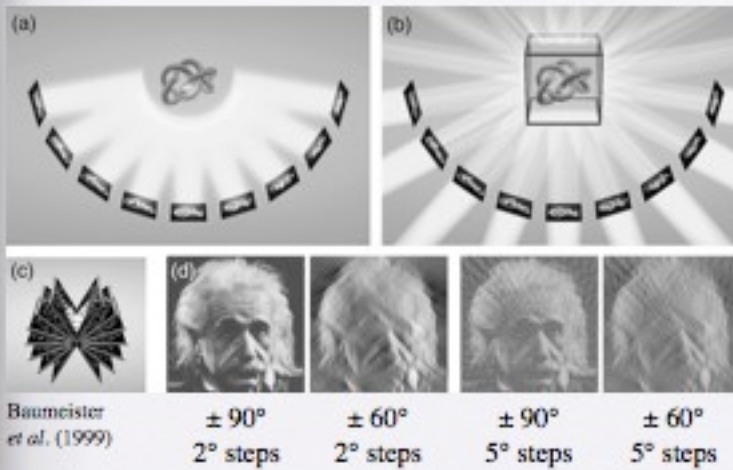 (a)
(b)
(c)
(d)
Baumeister
et al. (1999)
± 90°
2° steps
± 60°
2° steps
± 90°
5° steps
± 60°
5° steps